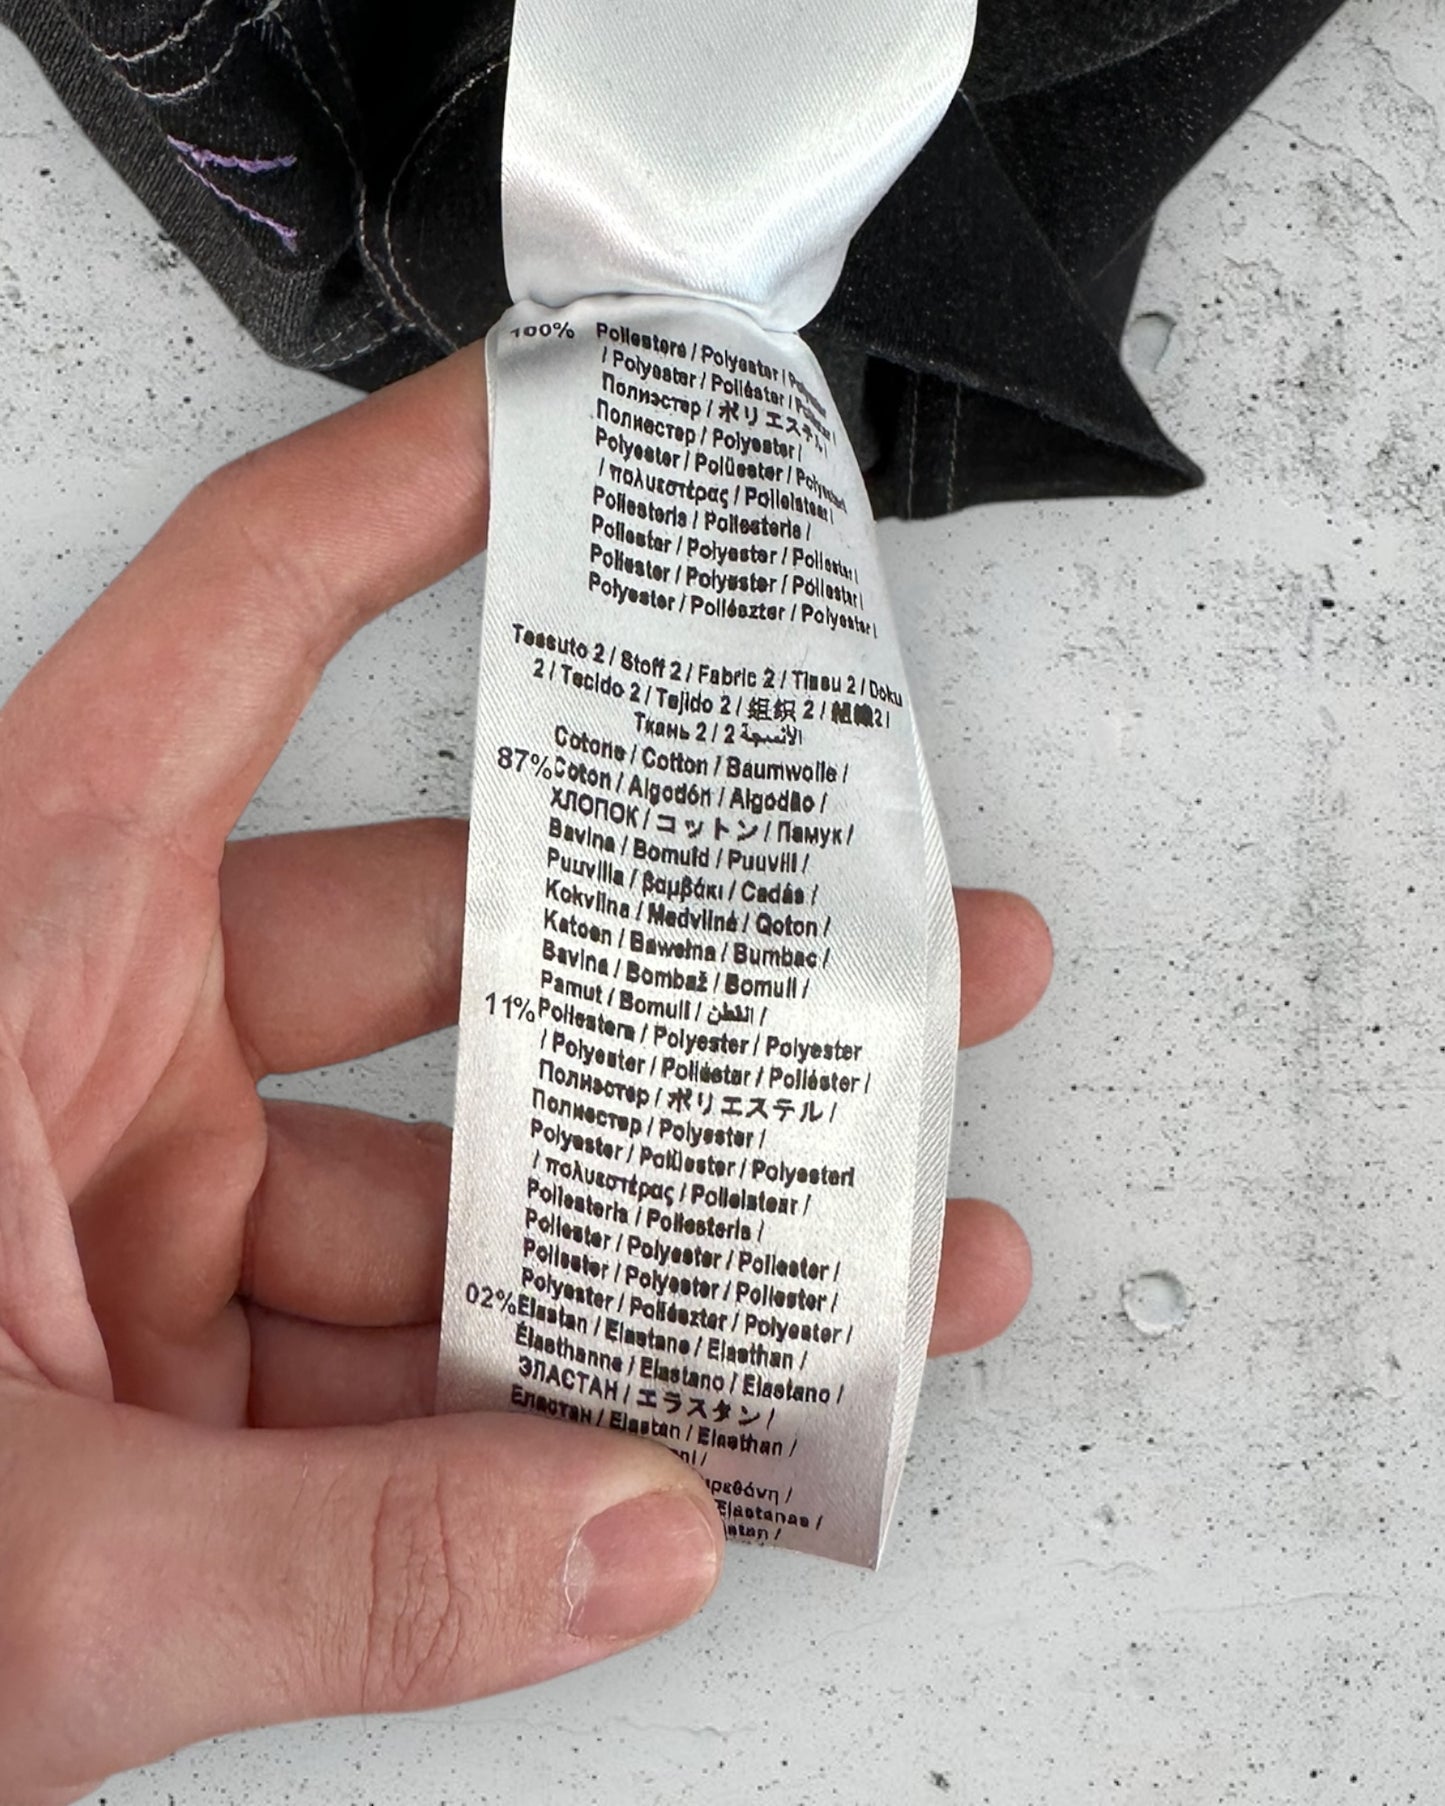 100% Poliestere / Polyester /
/ Polyester / Poliéster /
Полиэстер / ポリエステル /
Полиестер / Polyester /
Polyester / Polüester / Polyesteri
/ πολυεστέρας / Poileistear /
Poliesteris / Poliesteris /
Poliester / Polyester / Poliester /
Poliester / Polyester / Poliester /
Polyester / Poliészter / Polyester /
Tessuto 2 / Stoff 2 / Fabric 2 / Tissu 2 / Doku
2 / Tecido 2 / Tejido 2 / 组织 2 / 組織2 /
Ткань 2 / 2 الأنسجة
Cotone / Cotton / Baumwolle /
87% Coton / Algodón / Algodão /
ХЛОПОК / コットン / Памук /
Bavlna / Bomuld / Puuvill /
Puuvilla / βαμβάκι / Cadás /
Kokvilna / Medvilnė / Qoton /
Katoen / Bawełna / Bumbac /
Bavlna / Bombaž / Bomull /
Pamut / Bomull / القطن /
11% Poliestere / Polyester / Polyester
/ Polyester / Poliéster / Poliéster /
Полиэстер / ポリエステル /
Полиестер / Polyester /
Polyester / Polüester / Polyesteri
/ πολυεστέρας / Poileistear /
Poliesteris / Poliesteris /
Poliester / Polyester / Poliester /
Poliester / Polyester / Poliester /
Polyester / Poliészter / Polyester /
02% Elastan / Elastane / Elasthan /
Élasthanne / Elastano / Elastano /
ЭЛАСТАН / エラスタン /
Еластан / Elastan / Elasthan /
Elastanas /